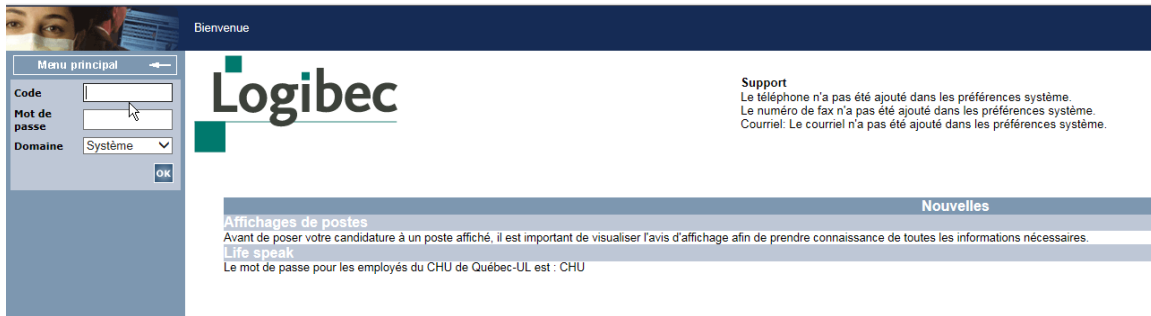 Bienvenue
Menu principal
Code
Mot de
passe
Domaine
Système
OK
Logibec
Support
Le téléphone n'a pas été ajouté dans les préférences système.
Le numéro de fax n'a pas été ajouté dans les préférences système.
Courriel: Le courriel n'a pas été ajouté dans les préférences système.
Nouvelles
Affichages de postes
Avant de poser votre candidature à un poste affiché, il est important de visualiser l'avis d'affichage afin de prendre connaissance de toutes les informations nécessaires.
Life speak
Le mot de passe pour les employés du CHU de Québec-UL est : CHU